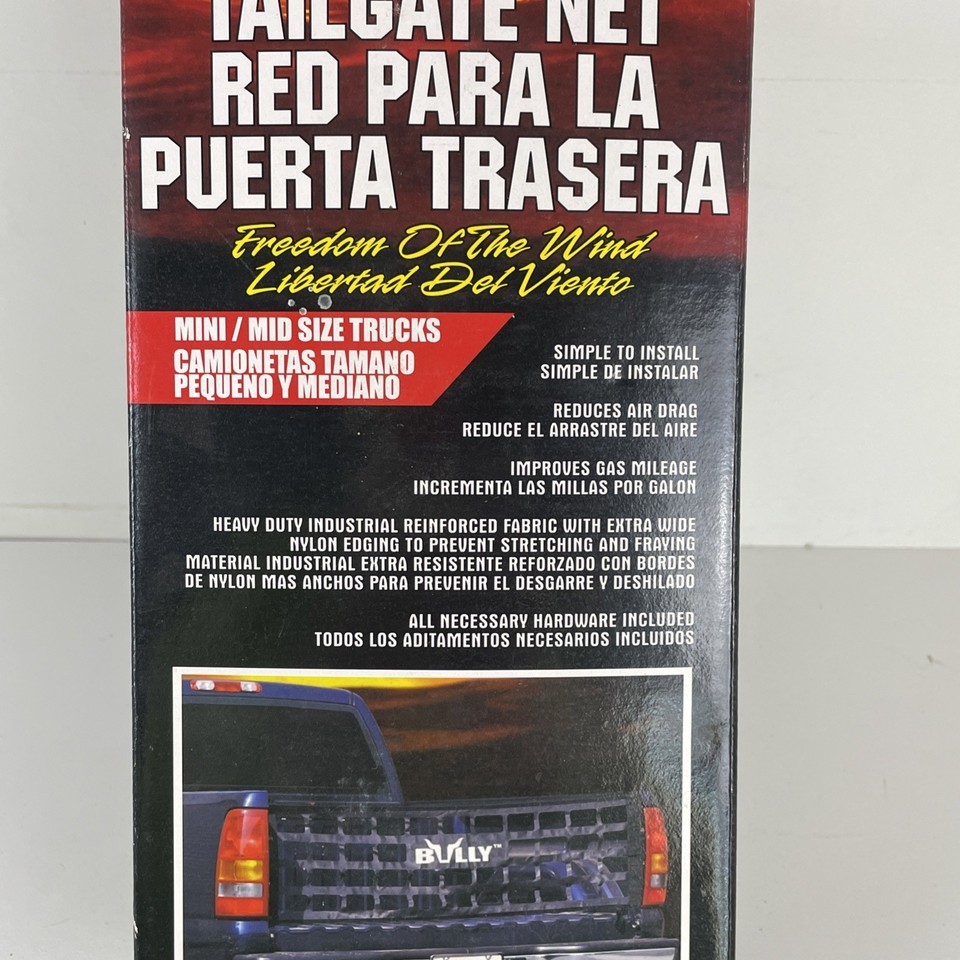 TAILGATE NET
RED PARA LA
PUERTA TRASERA
Freedom Of The Wind
Libertad Del Viento
MINI / MID SIZE TRUCKS
CAMIONETAS TAMANO
PEQUENO Y MEDIANO
SIMPLE TO INSTALL
SIMPLE DE INSTALAR
REDUCES AIR DRAG
REDUCE EL ARRASTRE DEL AIRE
IMPROVES GAS MILEAGE
INCREMENTA LAS MILLAS POR GALON
HEAVY DUTY INDUSTRIAL REINFORCED FABRIC WITH EXTRA WIDE
NYLON EDGING TO PREVENT STRETCHING AND FRAYING
MATERIAL INDUSTRIAL EXTRA RESISTENTE REFORZADO CON BORDES
DE NYLON MAS ANCHOS PARA PREVENIR EL DESGARRE Y DESHILADO
ALL NECESSARY HARDWARE INCLUDED
TODOS LOS ADITAMENTOS NECESARIOS INCLUIDOS
BULLY™